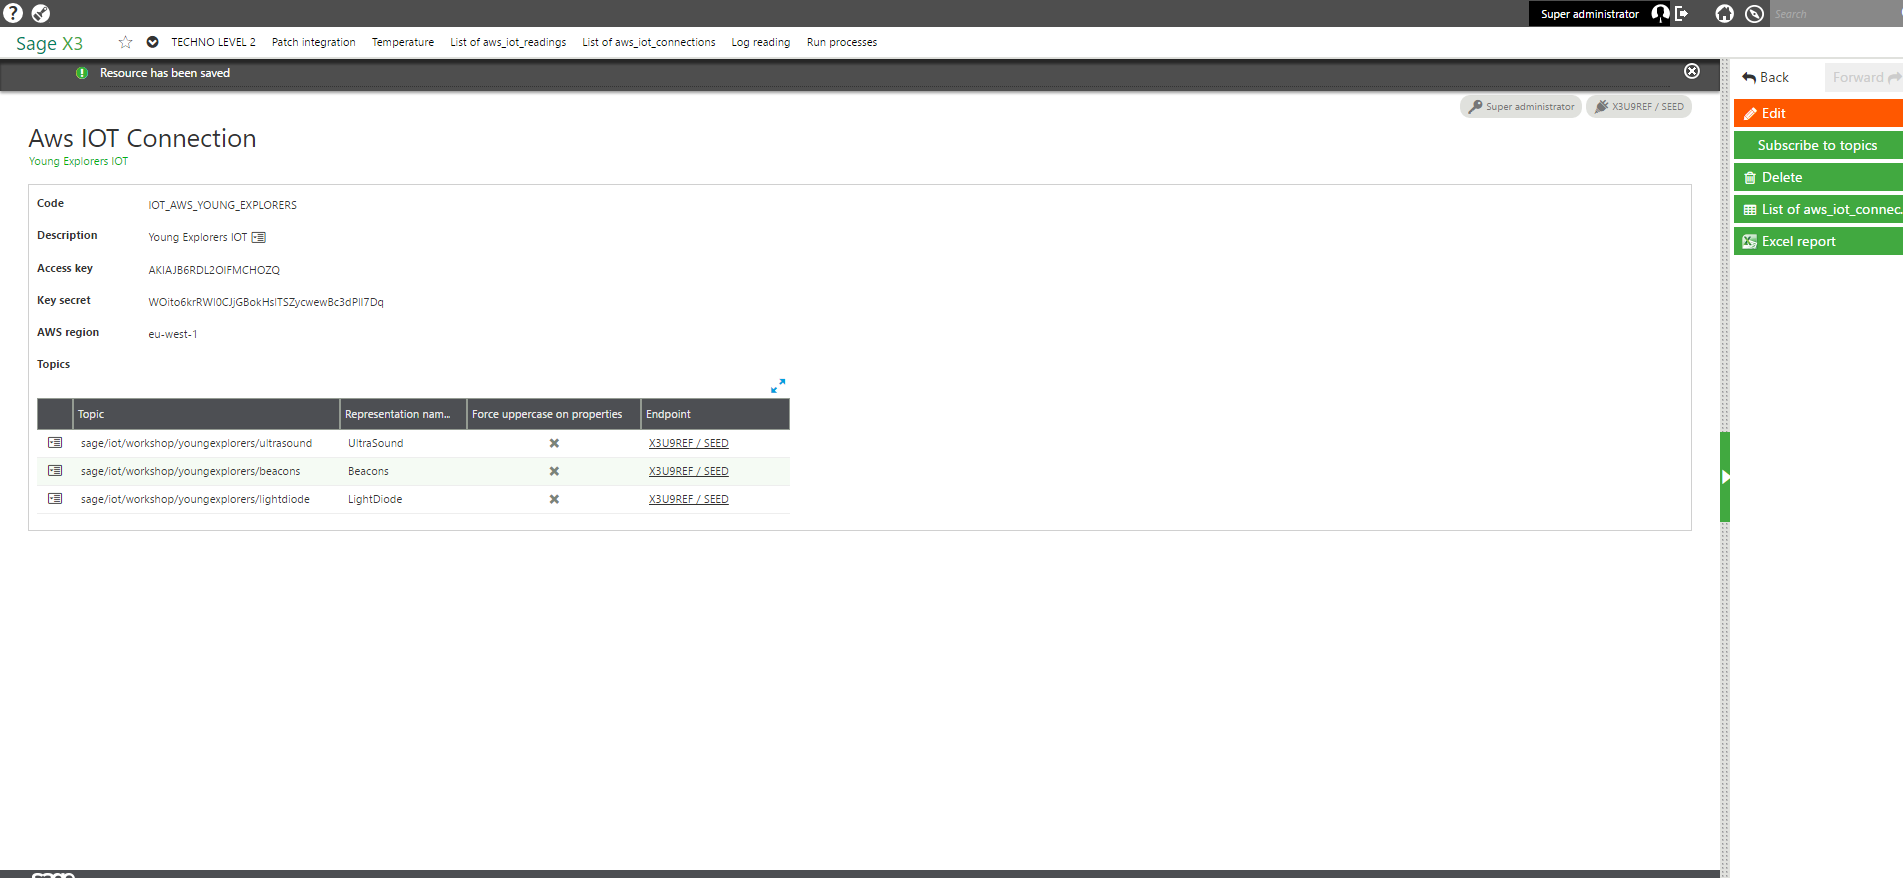 Super administrator
Search
Sage X3
TECHNO LEVEL 2 Patch integration Temperature List of aws_iot_readings List of aws_iot_connections Log reading Run processes
Resource has been saved
Back Forward
Super administrator X3U9REF / SEED
Edit
Subscribe to topics
Delete
List of aws_iot_connec...
Excel report
Aws IOT Connection
Young Explorers IOT
Code IOT_AWS_YOUNG_EXPLORERS
Description Young Explorers IOT
Access key
Key secret
AWS region eu-west-1
Topics
Topic Representation nam... Force uppercase on properties Endpoint
sage/iot/workshop/youngexplorers/ultrasound UltraSound X3U9REF / SEED
sage/iot/workshop/youngexplorers/beacons Beacons X3U9REF / SEED
sage/iot/workshop/youngexplorers/lightdiode LightDiode X3U9REF / SEED